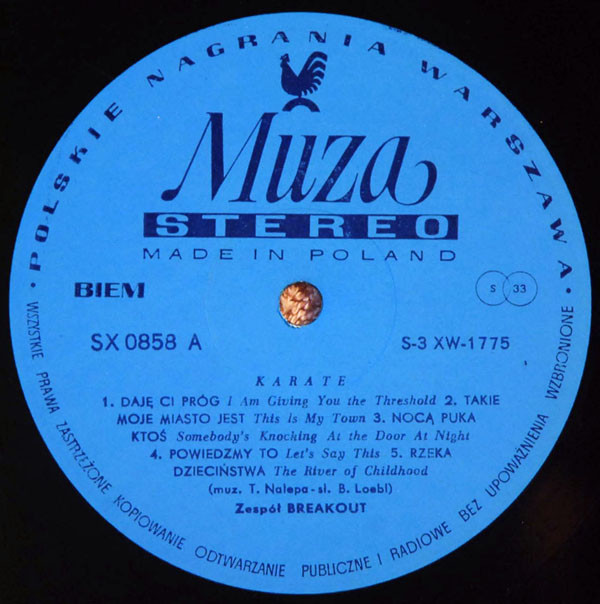 • POLSKIE NAGRANIA WARSZAWA •
Muza
STEREO
MADE IN POLAND
BIEM
S 33
SX 0858 A
S-3 XW-1775
KARATE
1. DAJĘ CI PRÓG I Am Giving You the Threshold 2. TAKIE
MOJE MIASTO JEST This is My Town 3. NOCĄ PUKA
KTOŚ Somebody's Knocking At the Door At Night
4. POWIEDZMY TO Let's Say This 5. RZEKA
DZIECIŃSTWA The River of Childhood
(muz. T. Nalepa-sł. B. Loebl)
Zespół BREAKOUT
WSZYSTKIE PRAWA ZASTRZEŻONE KOPIOWANIE ODTWARZANIE PUBLICZNE I RADIOWE BEZ UPOWAŻNIENIA WZBRONIONE